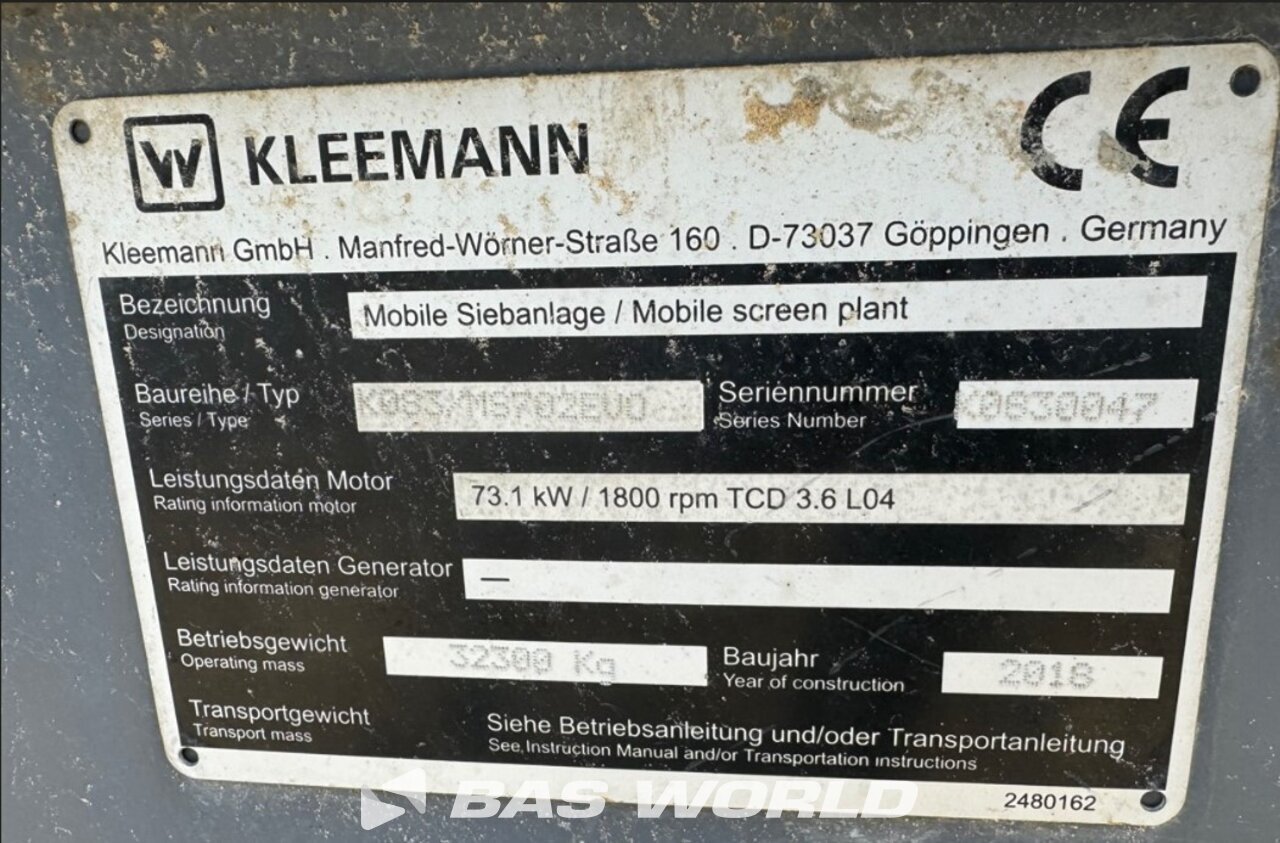 W KLEEMANN
CE
Kleemann GmbH . Manfred-Wörner-Straße 160 . D-73037 Göppingen . Germany
Bezeichnung
Designation
Mobile Siebanlage / Mobile screen plant
Baureihe / Typ
Series / Type
K063/MS702EVO
Seriennummer
Series Number
K0630047
Leistungsdaten Motor
Rating information motor
73.1 kW / 1800 rpm TCD 3.6 L04
Leistungsdaten Generator
Rating information generator
—
Betriebsgewicht
Operating mass
32300 Kg
Baujahr
Year of construction
2018
Transportgewicht
Transport mass
Siehe Betriebsanleitung und/oder Transportanleitung
See Instruction Manual and/or Transportation instructions
2480162
BAS WORLD